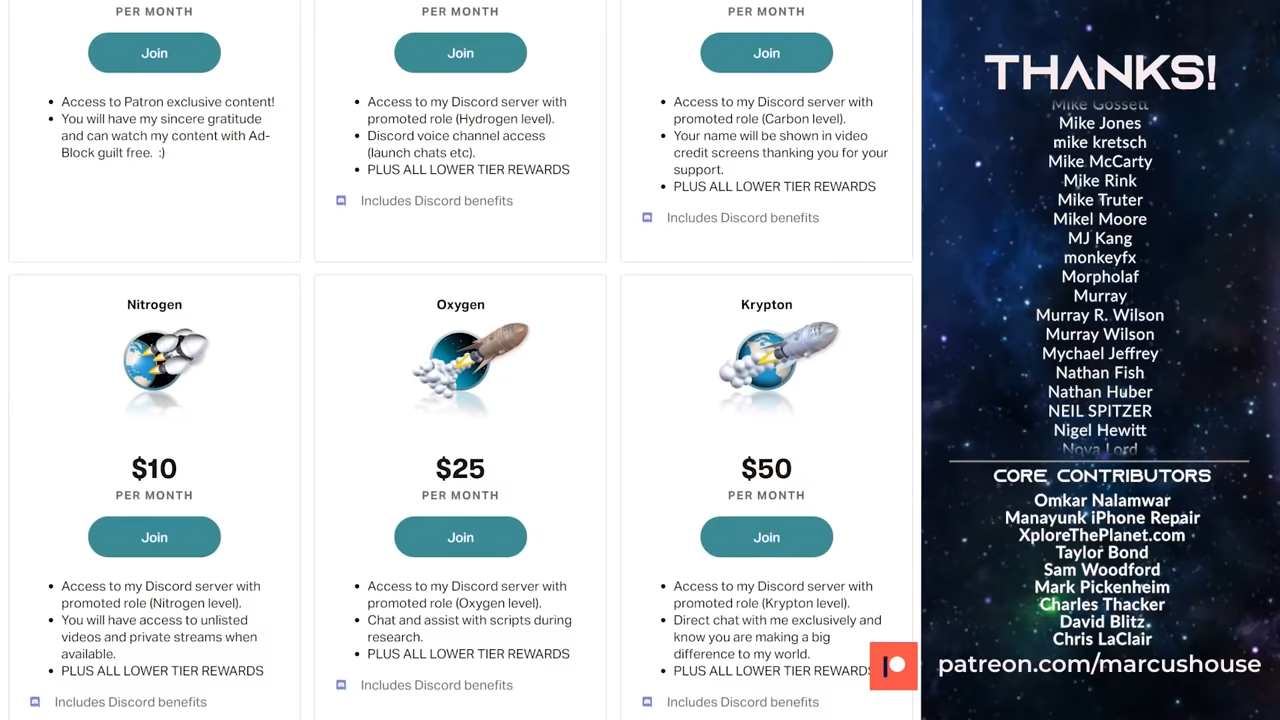 PER MONTH
Join
Access to Patron exclusive content!
You will have my sincere gratitude
and can watch my content with Ad-
Block guilt free.  :)
PER MONTH
Join
Access to my Discord server with
promoted role (Hydrogen level).
Discord voice channel access
(launch chats etc).
PLUS ALL LOWER TIER REWARDS
Includes Discord benefits
PER MONTH
Join
Access to my Discord server with
promoted role (Carbon level).
Your name will be shown in video
credit screens thanking you for your
support.
PLUS ALL LOWER TIER REWARDS
Includes Discord benefits
Nitrogen
$10
PER MONTH
Join
Access to my Discord server with
promoted role (Nitrogen level).
You will have access to unlisted
videos and private streams when
available.
PLUS ALL LOWER TIER REWARDS
Includes Discord benefits
Oxygen
$25
PER MONTH
Join
Access to my Discord server with
promoted role (Oxygen level).
Chat and assist with scripts during
research.
PLUS ALL LOWER TIER REWARDS
Includes Discord benefits
Krypton
$50
PER MONTH
Join
Access to my Discord server with
promoted role (Krypton level).
Direct chat with me exclusively and
know you are making a big
difference to my world.
PLUS ALL LOWER TIER REWARDS
Includes Discord benefits
THANKS!
Mike Gossett
Mike Jones
mike kretsch
Mike McCarty
Mike Rink
Mike Truter
Mikel Moore
MJ Kang
monkeyfx
Morpholaf
Murray
Murray R. Wilson
Murray Wilson
Mychael Jeffrey
Nathan Fish
Nathan Huber
NEIL SPITZER
Nigel Hewitt
Nova Lord
CORE CONTRIBUTORS
Omkar Nalamwar
Manayunk iPhone Repair
XploreThePlanet.com
Taylor Bond
Sam Woodford
Mark Pickenheim
Charles Thacker
David Blitz
Chris LaClair
patreon.com/marcushouse